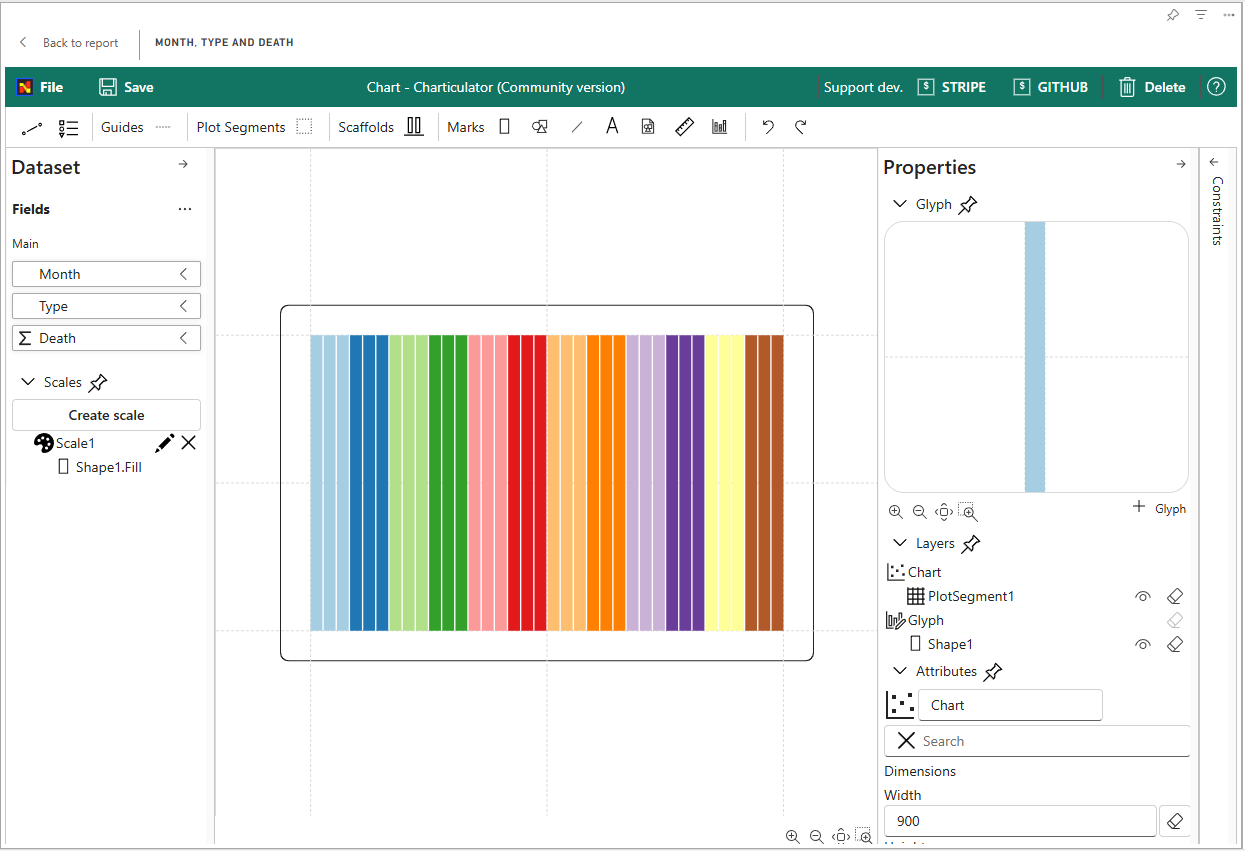 Back to report
MONTH, TYPE AND DEATH
File
Save
Chart - Charticulator (Community version)
Support dev.
$ STRIPE
$ GITHUB
Delete
?
Guides
Plot Segments
Scaffolds
Marks
A
Dataset
Fields
Main
Month
Type
Σ Death
Scales
Create scale
Scale1
Shape1.Fill
Properties
Glyph
Glyph
Layers
Chart
PlotSegment1
Glyph
Shape1
Attributes
Chart
Search
Dimensions
Width
900
Height
Constraints